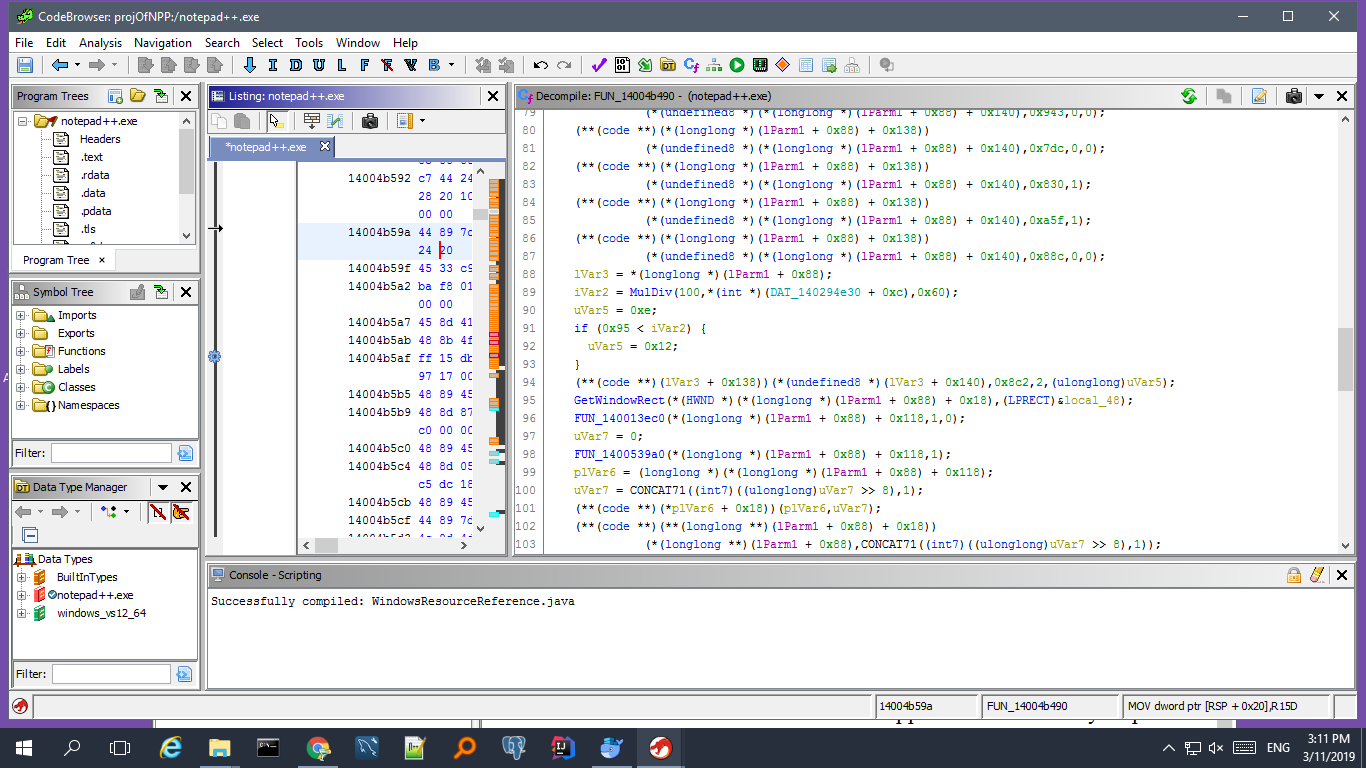 CodeBrowser: projOfNPP:/notepad++.exe
File Edit Analysis Navigation Search Select Tools Window Help
I D U L F F V B
Program Trees
notepad++.exe
Headers
.text
.rdata
.data
.pdata
.tls
Program Tree
Symbol Tree
Imports
Exports
Functions
Labels
Classes
Namespaces
Filter:
Data Type Manager
Data Types
BuiltInTypes
notepad++.exe
windows_vs12_64
Filter:
Listing: notepad++.exe
*notepad++.exe
14004b592 c7 44 24
28 20 10
00 00
14004b59a 44 89 7c
24 20
14004b59f 45 33 c9
14004b5a2 ba f8 01
00 00
14004b5a7 45 8d 41
14004b5ab 48 8b 4f
14004b5af ff 15 db
97 17 00
14004b5b5 48 89 45
14004b5b9 48 8d 87
c0 00 00
14004b5c0 48 89 45
14004b5c4 48 8d 05
c5 dc 18
14004b5cb 48 89 45
14004b5cf 44 89 7d
Decompile: FUN_14004b490 - (notepad++.exe)
79 (*(undefined8 *)(*(longlong *)(lParm1 + 0x88) + 0x140),0x943,0,0);
80 (**(code **)(*(longlong *)(lParm1 + 0x88) + 0x138))
81 (*(undefined8 *)(*(longlong *)(lParm1 + 0x88) + 0x140),0x7dc,0,0);
82 (**(code **)(*(longlong *)(lParm1 + 0x88) + 0x138))
83 (*(undefined8 *)(*(longlong *)(lParm1 + 0x88) + 0x140),0x830,1);
84 (**(code **)(*(longlong *)(lParm1 + 0x88) + 0x138))
85 (*(undefined8 *)(*(longlong *)(lParm1 + 0x88) + 0x140),0xa5f,1);
86 (**(code **)(*(longlong *)(lParm1 + 0x88) + 0x138))
87 (*(undefined8 *)(*(longlong *)(lParm1 + 0x88) + 0x140),0x88c,0,0);
88 lVar3 = *(longlong *)(lParm1 + 0x88);
89 iVar2 = MulDiv(100,*(int *)(DAT_140294e30 + 0xc),0x60);
90 uVar5 = 0xe;
91 if (0x95 < iVar2) {
92 uVar5 = 0x12;
93 }
94 (**(code **)(lVar3 + 0x138))(*(undefined8 *)(lVar3 + 0x140),0x8c2,2,(ulonglong)uVar5);
95 GetWindowRect(*(HWND *)(*(longlong *)(lParm1 + 0x88) + 0x18),(LPRECT)&local_48);
96 FUN_140013ec0(*(longlong *)(lParm1 + 0x88) + 0x118,1,0);
97 uVar7 = 0;
98 FUN_1400539a0(*(longlong *)(lParm1 + 0x88) + 0x118,1);
99 plVar6 = (longlong *)(*(longlong *)(lParm1 + 0x88) + 0x118);
100 uVar7 = CONCAT71((int7)((ulonglong)uVar7 >> 8),1);
101 (**(code **)(*plVar6 + 0x18))(plVar6,uVar7);
102 (**(code **)(**(longlong **)(lParm1 + 0x88) + 0x18))
103 (*(longlong **)(lParm1 + 0x88),CONCAT71((int7)((ulonglong)uVar7 >> 8),1));
Console - Scripting
Successfully compiled: WindowsResourceReference.java
14004b59a
FUN_14004b490
MOV dword ptr [RSP + 0x20],R15D
ENG
3:11 PM
3/11/2019